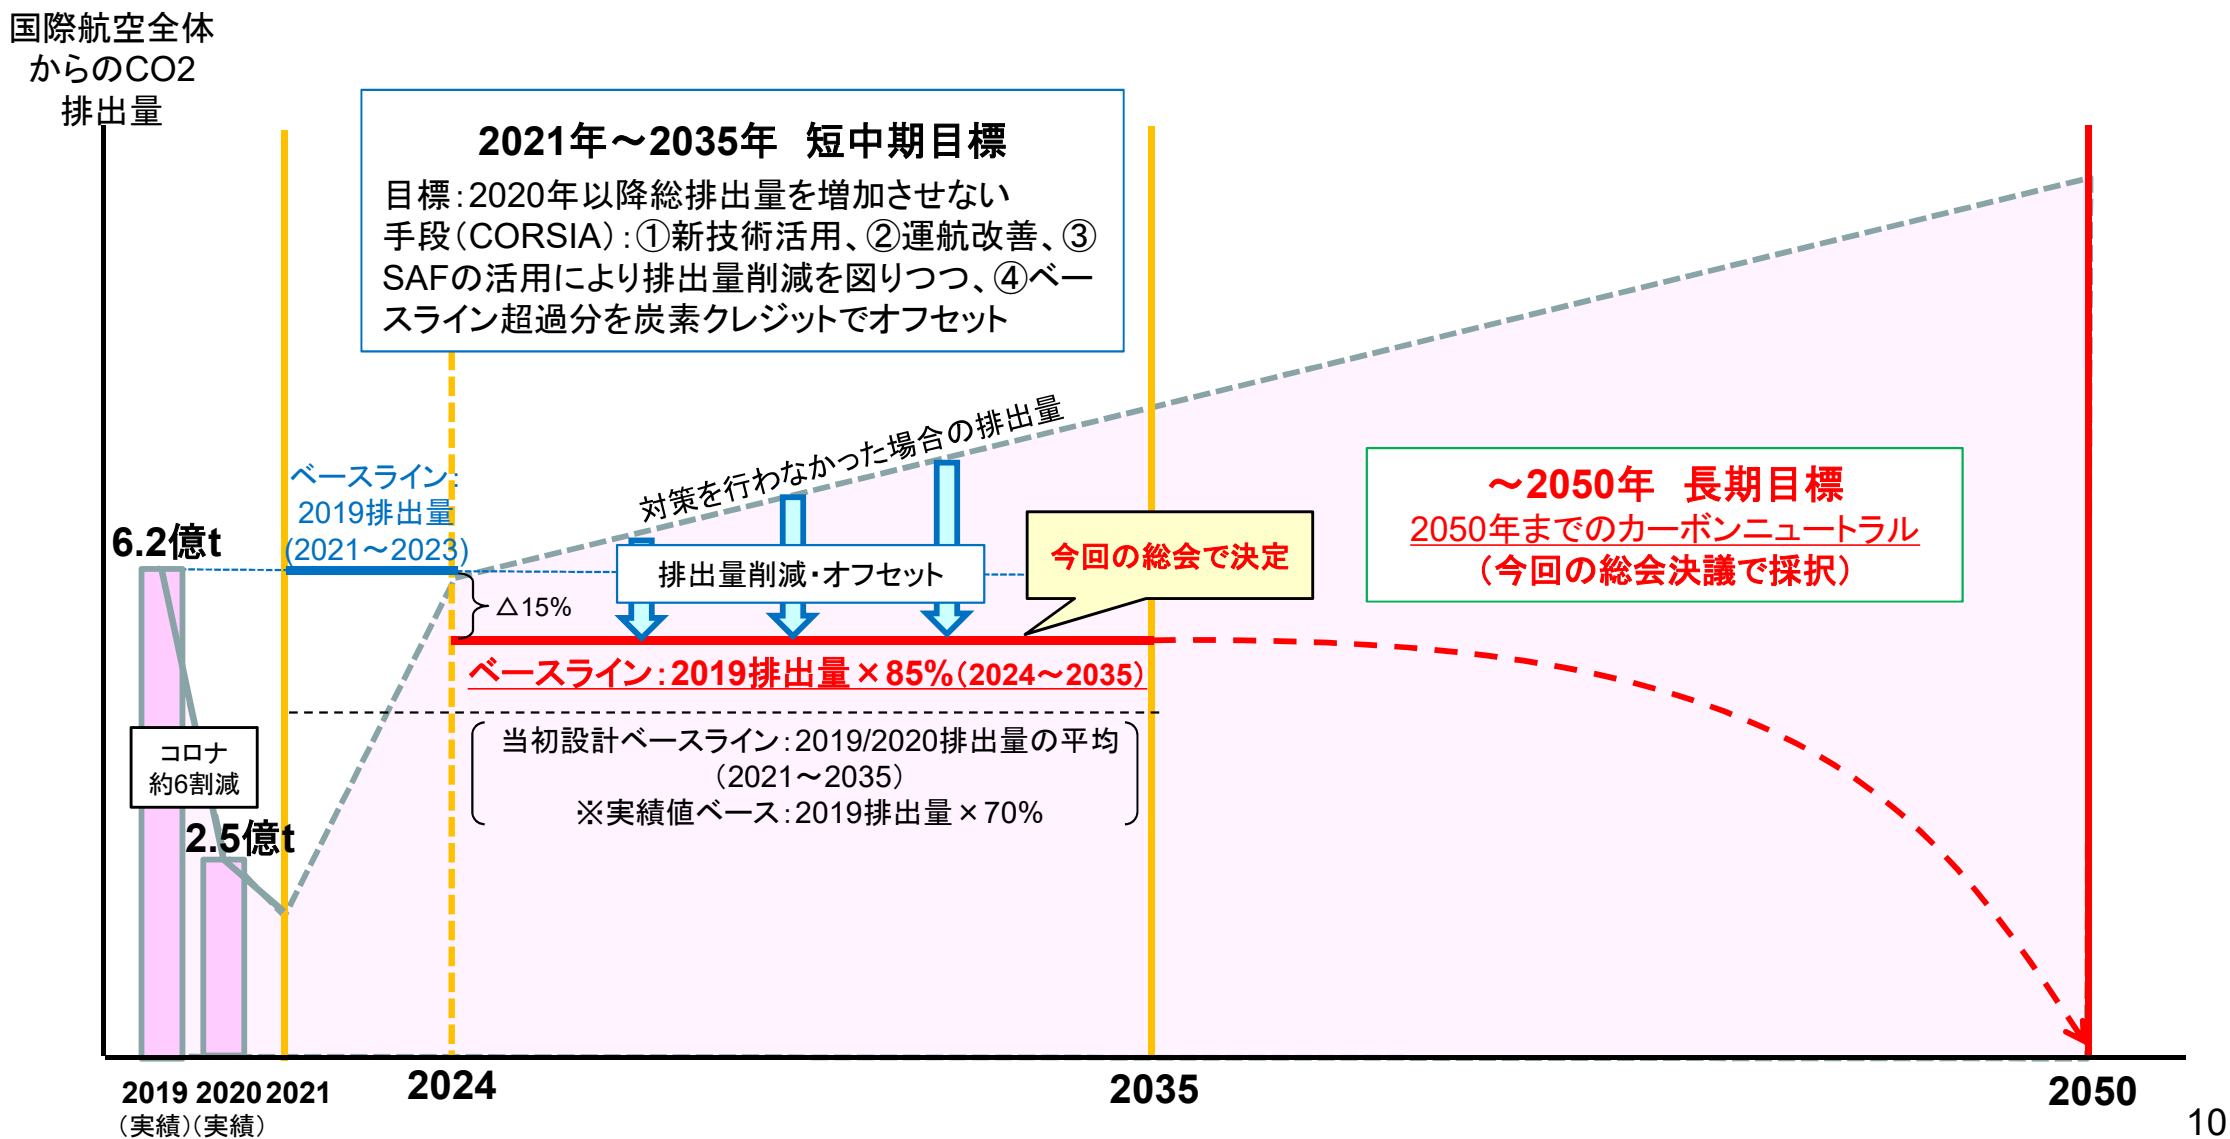 国際航空全体
からのCO2
排出量
2021年～2035年　短中期目標
目標：2020年以降総排出量を増加させない
手段（CORSIA）：①新技術活用、②運航改善、③
SAFの活用により排出量削減を図りつつ、④ベー
スライン超過分を炭素クレジットでオフセット
対策を行わなかった場合の排出量
ベースライン：
2019排出量
(2021～2023)
6.2億t
排出量削減・オフセット
今回の総会で決定
～2050年　長期目標
2050年までのカーボンニュートラル
（今回の総会決議で採択）
△15%
ベースライン：2019排出量×85%（2024～2035）
当初設計ベースライン：2019/2020排出量の平均
（2021～2035）
※実績値ベース：2019排出量×70%
コロナ
約6割減
2.5億t
2019 2020 2021 2024 2035 2050
（実績）（実績）
10